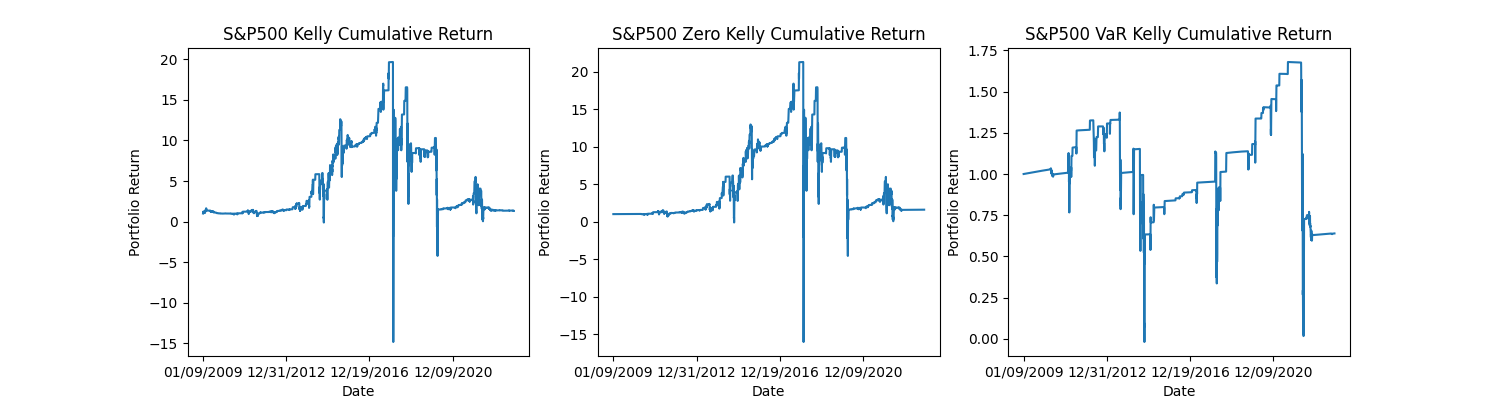 S&P500 Kelly Cumulative Return
20
15
10
5
0
−5
−10
−15
Portfolio Return
01/09/2009 12/31/2012 12/19/2016 12/09/2020
Date
S&P500 Zero Kelly Cumulative Return
20
15
10
5
0
−5
−10
−15
Portfolio Return
01/09/2009 12/31/2012 12/19/2016 12/09/2020
Date
S&P500 VaR Kelly Cumulative Return
1.75
1.50
1.25
1.00
0.75
0.50
0.25
0.00
Portfolio Return
01/09/2009 12/31/2012 12/19/2016 12/09/2020
Date